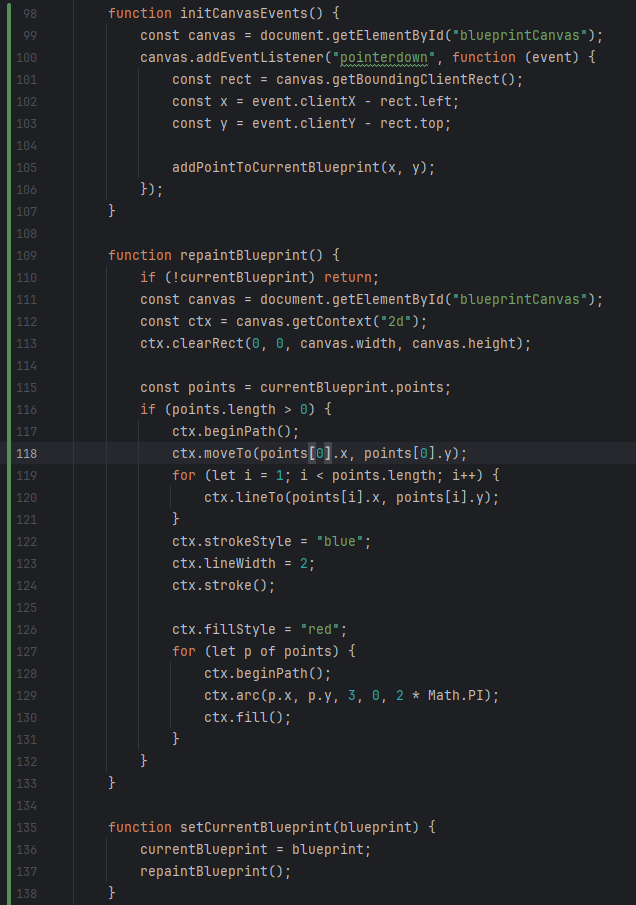 98 function initCanvasEvents() {
99 const canvas = document.getElementById("blueprintCanvas");
100 canvas.addEventListener("pointerdown", function (event) {
101 const rect = canvas.getBoundingClientRect();
102 const x = event.clientX - rect.left;
103 const y = event.clientY - rect.top;
104
105 addPointToCurrentBlueprint(x, y);
106 });
107 }
108
109 function repaintBlueprint() {
110 if (!currentBlueprint) return;
111 const canvas = document.getElementById("blueprintCanvas");
112 const ctx = canvas.getContext("2d");
113 ctx.clearRect(0, 0, canvas.width, canvas.height);
114
115 const points = currentBlueprint.points;
116 if (points.length > 0) {
117 ctx.beginPath();
118 ctx.moveTo(points[0].x, points[0].y);
119 for (let i = 1; i < points.length; i++) {
120 ctx.lineTo(points[i].x, points[i].y);
121 }
122 ctx.strokeStyle = "blue";
123 ctx.lineWidth = 2;
124 ctx.stroke();
125
126 ctx.fillStyle = "red";
127 for (let p of points) {
128 ctx.beginPath();
129 ctx.arc(p.x, p.y, 3, 0, 2 * Math.PI);
130 ctx.fill();
131 }
132 }
133 }
134
135 function setCurrentBlueprint(blueprint) {
136 currentBlueprint = blueprint;
137 repaintBlueprint();
138 }